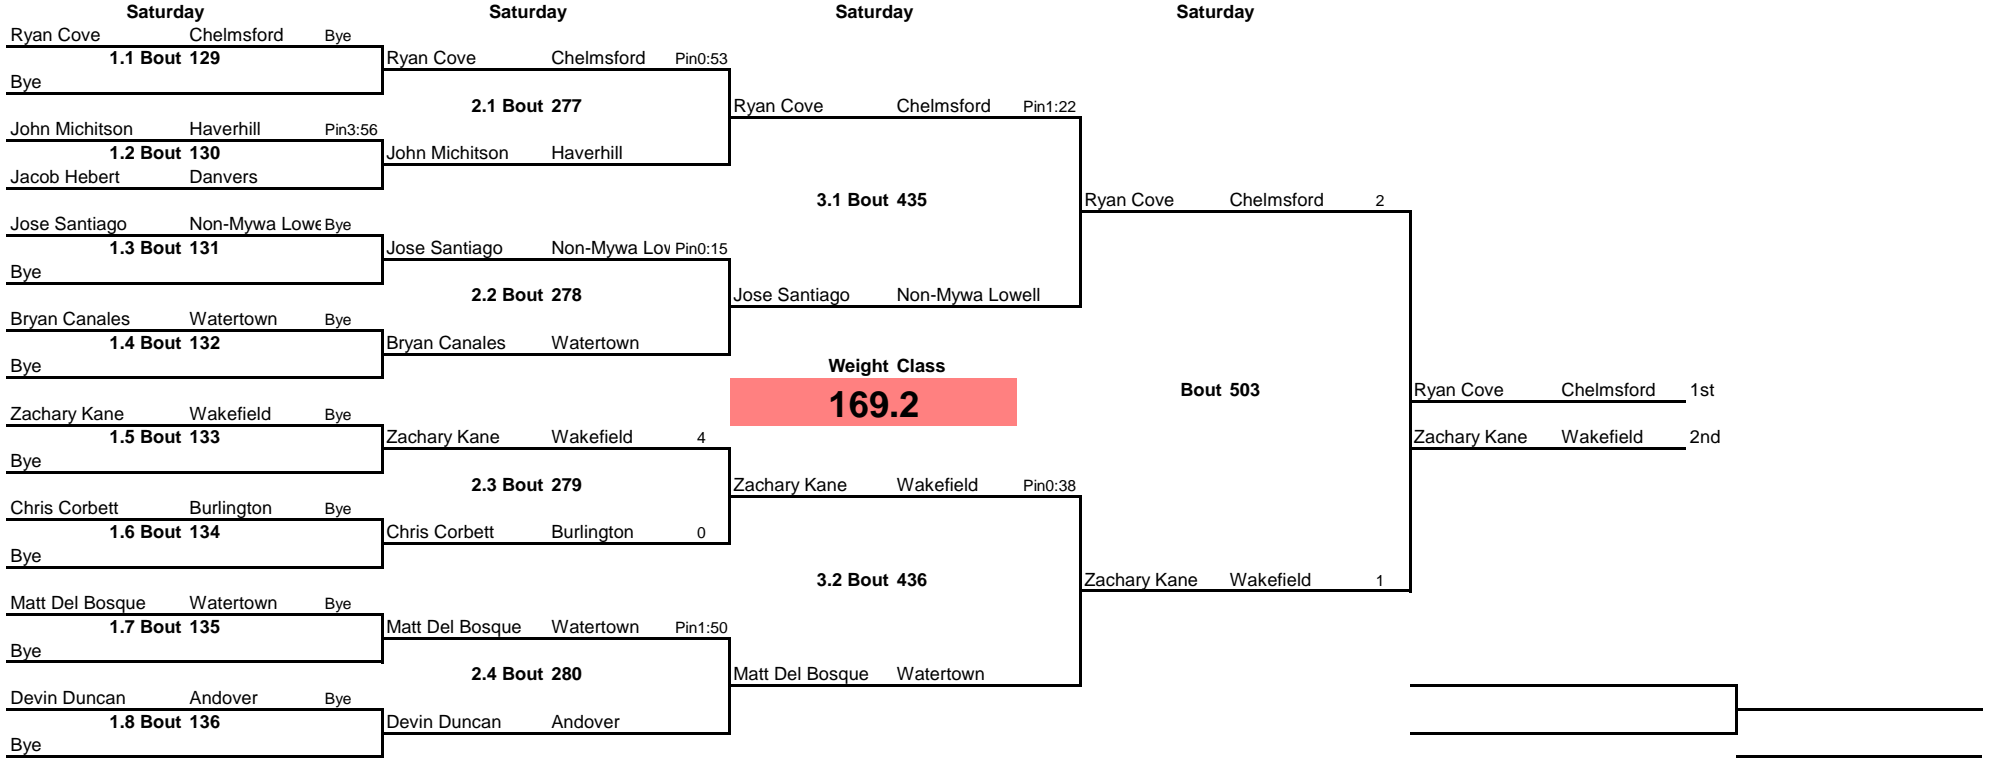 Saturday Saturday Saturday Saturday
Ryan Cove Chelmsford Bye
1.1 Bout 129 Ryan Cove Chelmsford Pin0:53
Bye
2.1 Bout 277 Ryan Cove Chelmsford Pin1:22
John Michitson Haverhill Pin3:56
1.2 Bout 130 John Michitson Haverhill
Jacob Hebert Danvers
3.1 Bout 435 Ryan Cove Chelmsford 2
Jose Santiago Non-Mywa Lowe Bye
1.3 Bout 131 Jose Santiago Non-Mywa Lov Pin0:15
Bye
2.2 Bout 278 Jose Santiago Non-Mywa Lowell
Bryan Canales Watertown Bye
1.4 Bout 132 Bryan Canales Watertown
Bye Weight Class
169.2 Bout 503 Ryan Cove Chelmsford 1st
Zachary Kane Wakefield Bye
1.5 Bout 133 Zachary Kane Wakefield 4 Zachary Kane Wakefield 2nd
Bye
2.3 Bout 279 Zachary Kane Wakefield Pin0:38
Chris Corbett Burlington Bye
1.6 Bout 134 Chris Corbett Burlington 0
Bye
3.2 Bout 436 Zachary Kane Wakefield 1
Matt Del Bosque Watertown Bye
1.7 Bout 135 Matt Del Bosque Watertown Pin1:50
Bye
2.4 Bout 280 Matt Del Bosque Watertown
Devin Duncan Andover Bye
1.8 Bout 136 Devin Duncan Andover
Bye